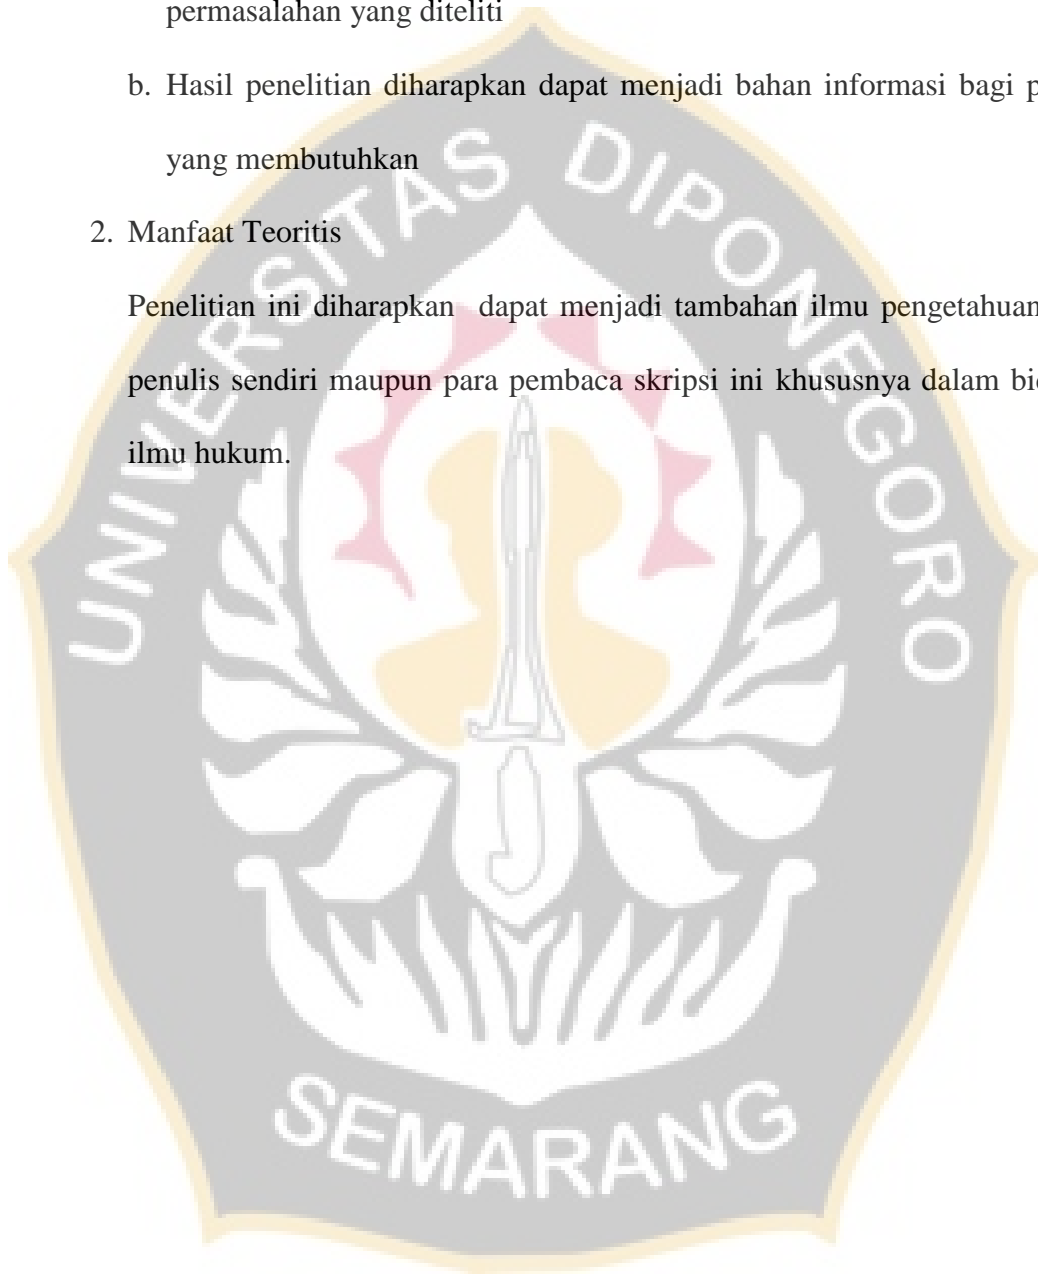 permasalahan yang diteliti
b. Hasil penelitian diharapkan dapat menjadi bahan informasi bagi
yang membutuhkan
2. Manfaat Teoritis
Penelitian ini diharapkan dapat menjadi tambahan ilmu pengetahuan
penulis sendiri maupun para pembaca skripsi ini khususnya dalam
ilmu hukum.
UNIVERSITAS DIPONEGORO
SEMARANG